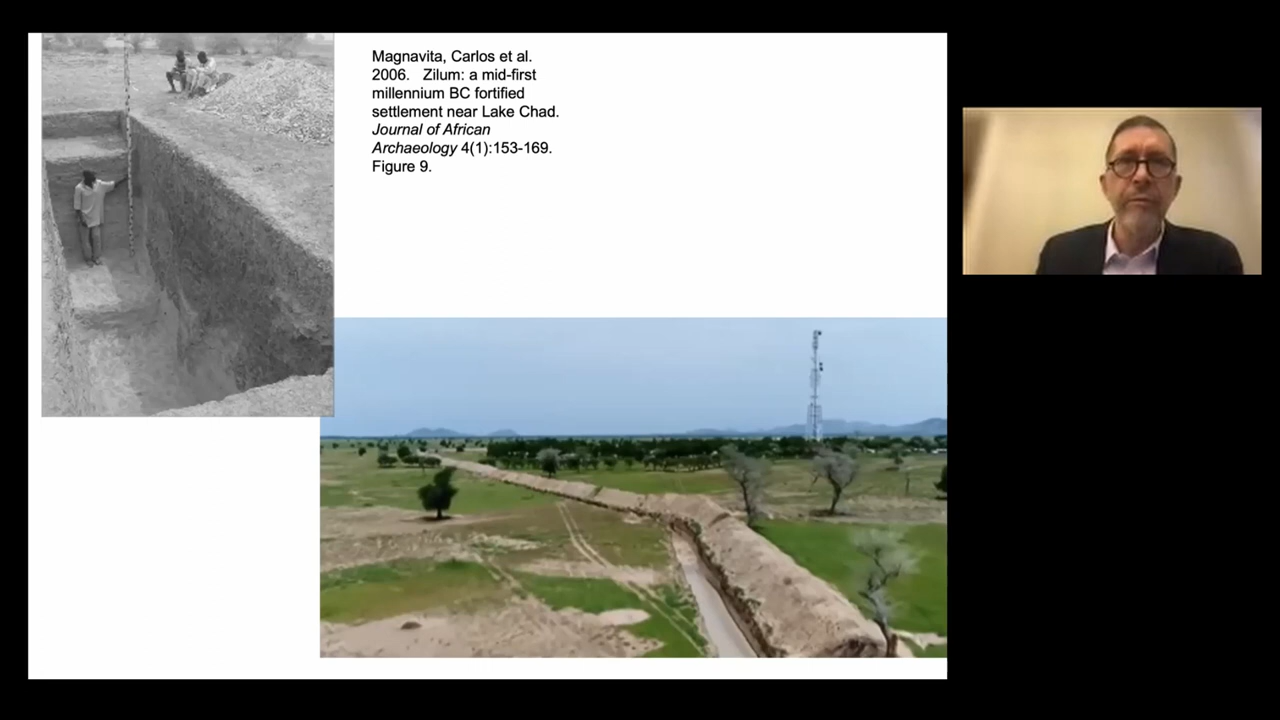 Magnavita, Carlos et al.
2006. Zilum: a mid-first
millennium BC fortified
settlement near Lake Chad.
Journal of African
Archaeology 4(1):153-169.
Figure 9.